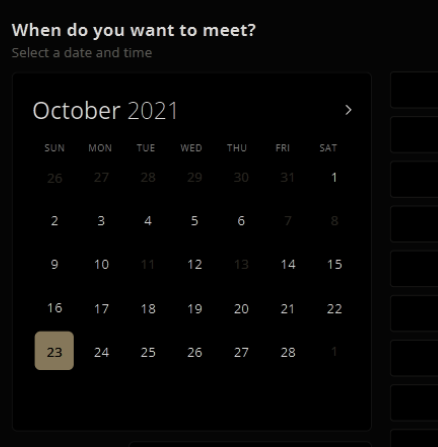 When do you want to meet?
Select a date and time
October 2021
SUN MON TUE WED THU FRI SAT
26 27 28 29 30 31 1
2 3 4 5 6 7 8
9 10 11 12 13 14 15
16 17 18 19 20 21 22
23 24 25 26 27 28 1